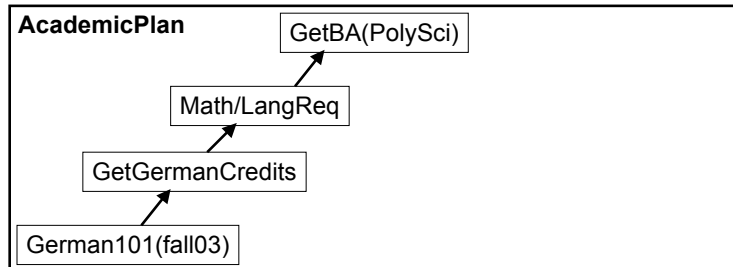 AcademicPlan
GetBA(PolySci)
Math/LangReq
GetGermanCredits
German101(fall03)